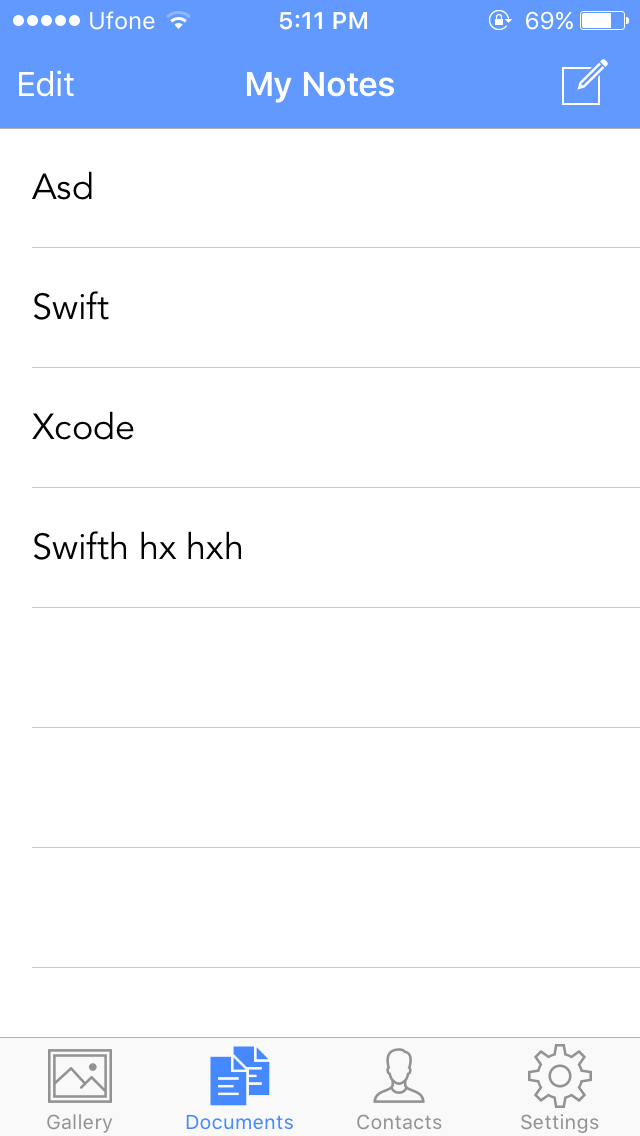 Ufone 5:11 PM 69%
Edit My Notes
Asd
Swift
Xcode
Swifth hx hxh
Gallery Documents Contacts Settings